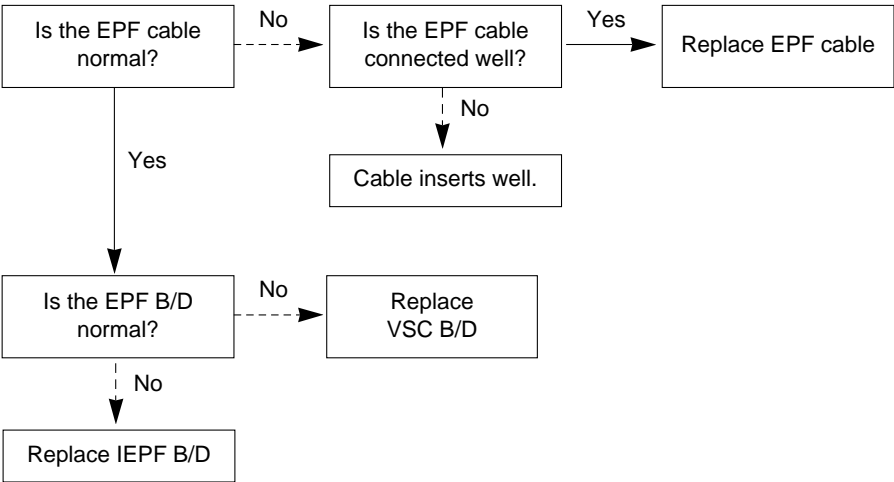 Is the EPF cable
normal?
No
Is the EPF cable
connected well?
Yes
Replace EPF cable
No
Cable inserts well.
Yes
Is the EPF B/D
normal?
No
Replace
VSC B/D
No
Replace IEPF B/D